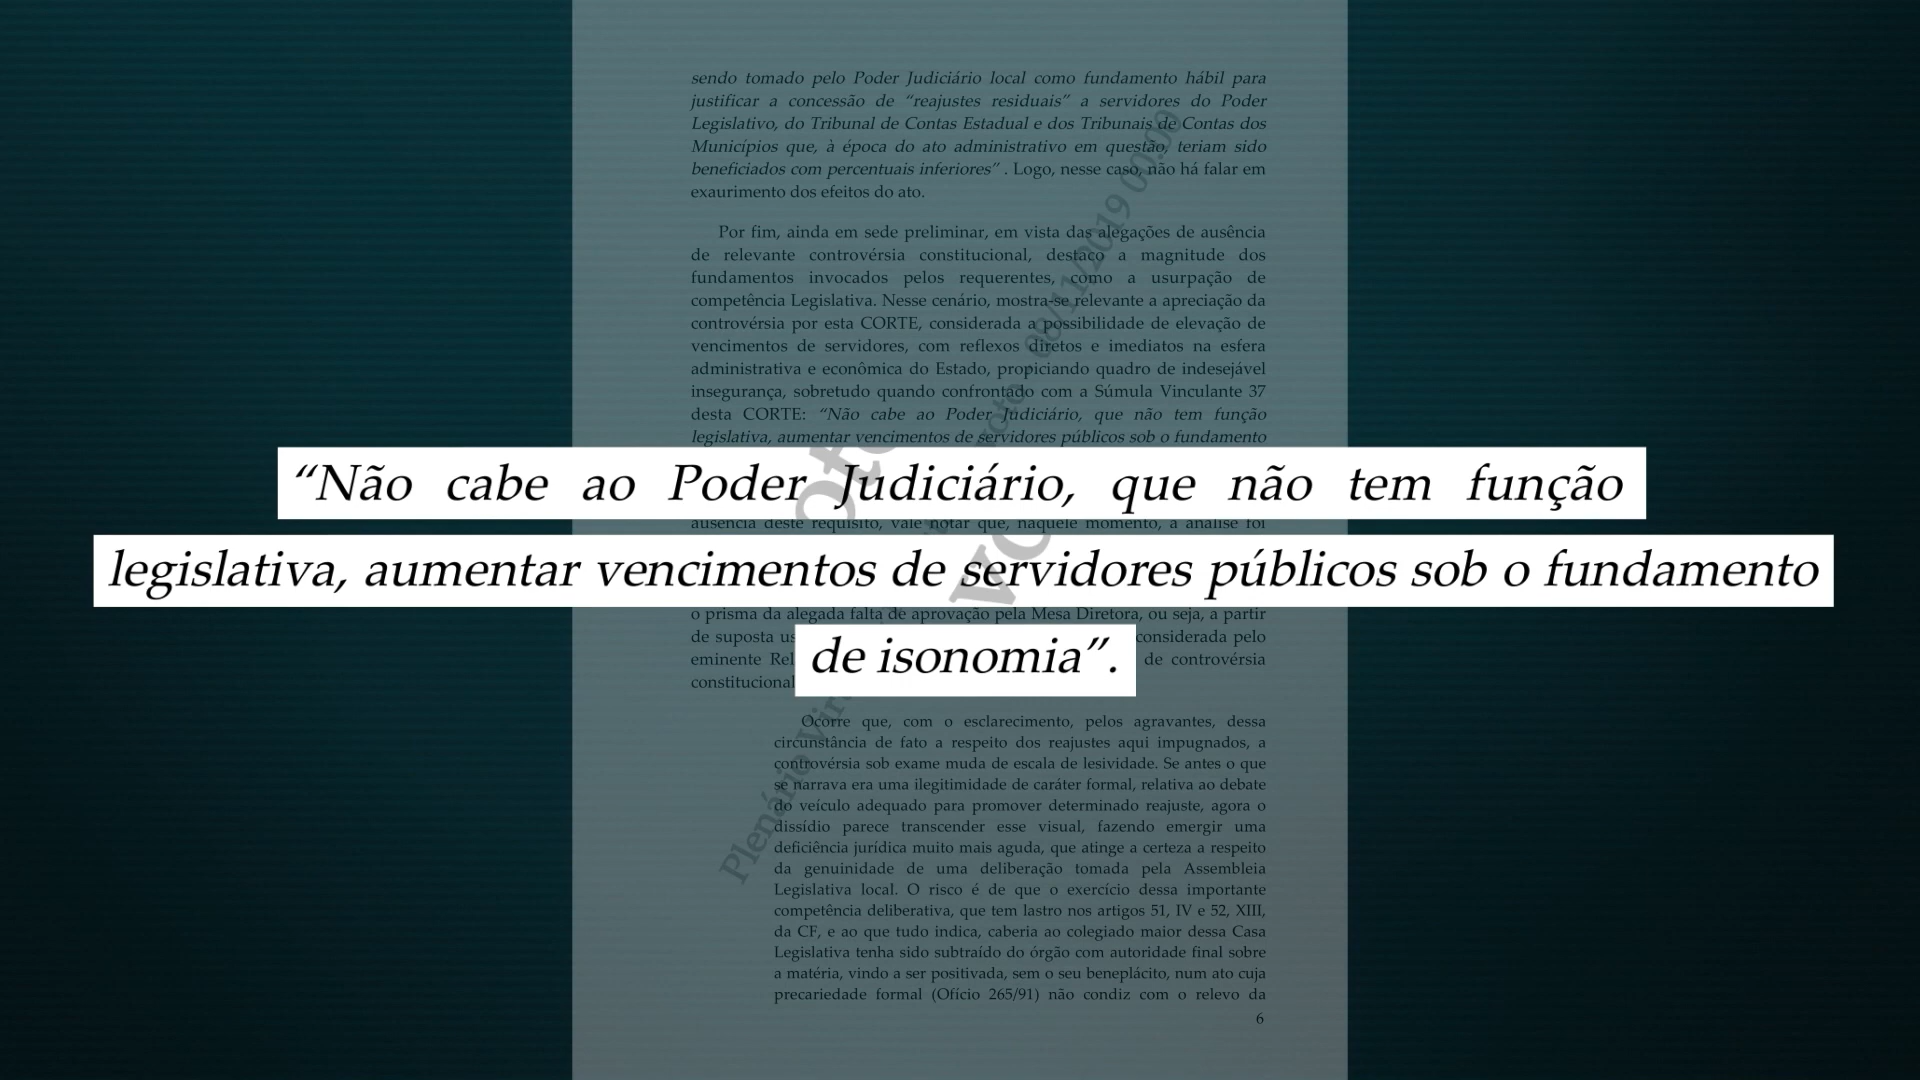 sendo tomado pelo Poder Judiciário local como fundamento hábil para
justificar a concessão de “reajustes residuais” a servidores do Poder
Legislativo, do Tribunal de Contas Estadual e dos Tribunais de Contas dos
Municípios que, à época do ato administrativo em questão, teriam sido
beneficiados com percentuais inferiores” . Logo, nesse caso, não há falar em
exaurimento dos efeitos do ato.
Por fim, ainda em sede preliminar, em vista das alegações de ausência
de relevante controvérsia constitucional, destaco a magnitude dos
fundamentos invocados pelos requerentes, como a usurpação de
competência Legislativa. Nesse cenário, mostra-se relevante a apreciação da
controvérsia por esta CORTE, considerada a possibilidade de elevação de
vencimentos de servidores, com reflexos diretos e imediatos na esfera
administrativa e econômica do Estado, propiciando quadro de indesejável
insegurança, sobretudo quando confrontado com a Súmula Vinculante 37
desta CORTE: “Não cabe ao Poder Judiciário, que não tem função
legislativa, aumentar vencimentos de servidores públicos sob o fundamento
“Não cabe ao Poder Judiciário, que não tem função
ausência deste requisito, vale notar que, naquele momento, a análise foi
legislativa, aumentar vencimentos de servidores públicos sob o fundamento
o prisma da alegada falta de aprovação pela Mesa Diretora, ou seja, a partir
de suposta considerada pelo
de isonomia”.
eminente de controvérsia
constitucional
Ocorre que, com o esclarecimento, pelos agravantes, dessa
circunstância de fato a respeito dos reajustes aqui impugnados, a
controvérsia sob exame muda de escala de lesividade. Se antes o que
se narrava era uma ilegitimidade de caráter formal, relativa ao debate
do veículo adequado para promover determinado reajuste, agora o
dissídio parece transcender esse visual, fazendo emergir uma
deficiência jurídica muito mais aguda, que atinge a certeza a respeito
da genuinidade de uma deliberação tomada pela Assembleia
Legislativa local. O risco é de que o exercício dessa importante
competência deliberativa, que tem lastro nos artigos 51, IV e 52, XIII,
da CF, e ao que tudo indica, caberia ao colegiado maior dessa Casa
Legislativa tenha sido subtraído do órgão com autoridade final sobre
a matéria, vindo a ser positivada, sem o seu beneplácito, num ato cuja
precariedade formal (Ofício 265/91) não condiz com o relevo da
6